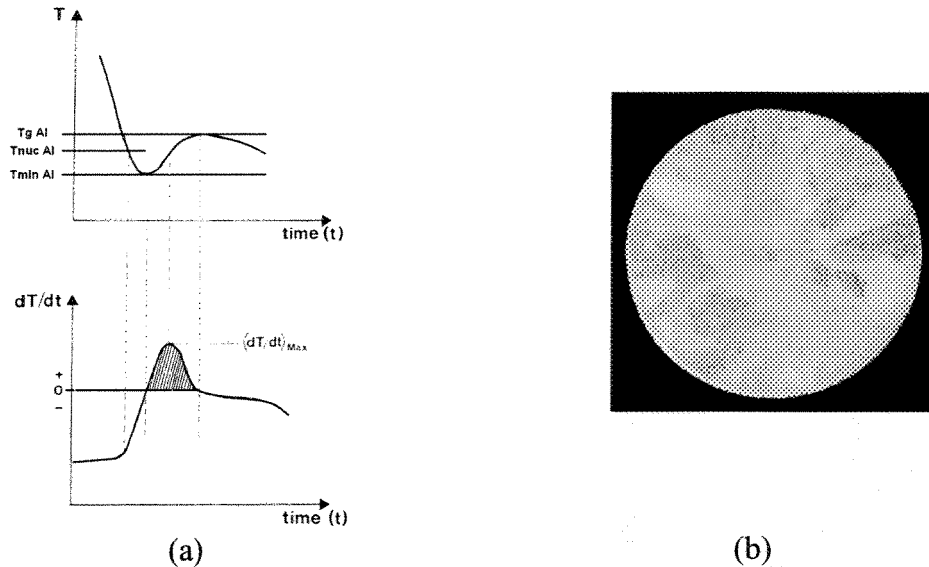 T
Tg Al
Tnuc Al
Tmin Al
time (t)
dT/dt
(dT/dt)Max
+
0
–
time (t)
(a)
(b)